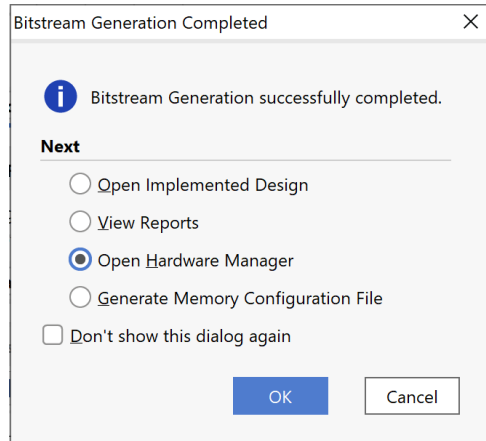 Bitstream Generation Completed
Bitstream Generation successfully completed.
Next
Open Implemented Design
View Reports
Open Hardware Manager
Generate Memory Configuration File
Don't show this dialog again
OK Cancel